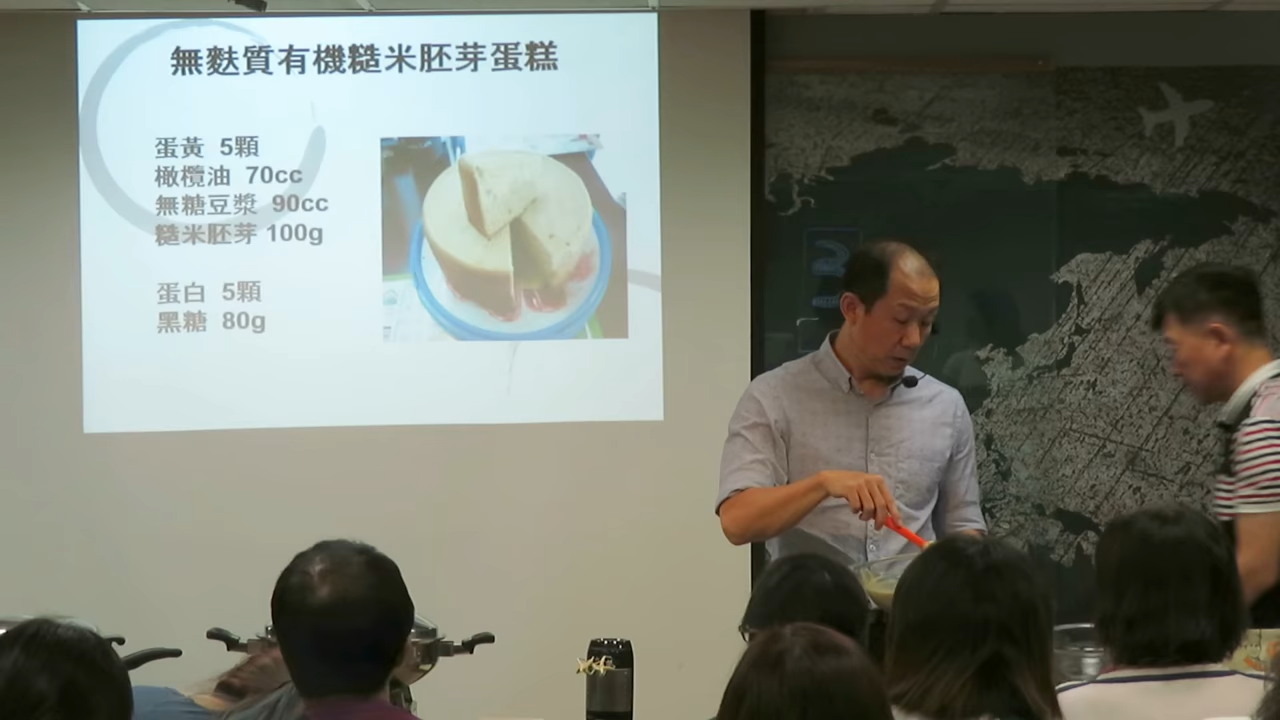 無麩質有機糙米胚芽蛋糕
蛋黃 5顆
橄欖油 70cc
無糖豆漿 90cc
糙米胚芽 100g
蛋白 5顆
黑糖 80g